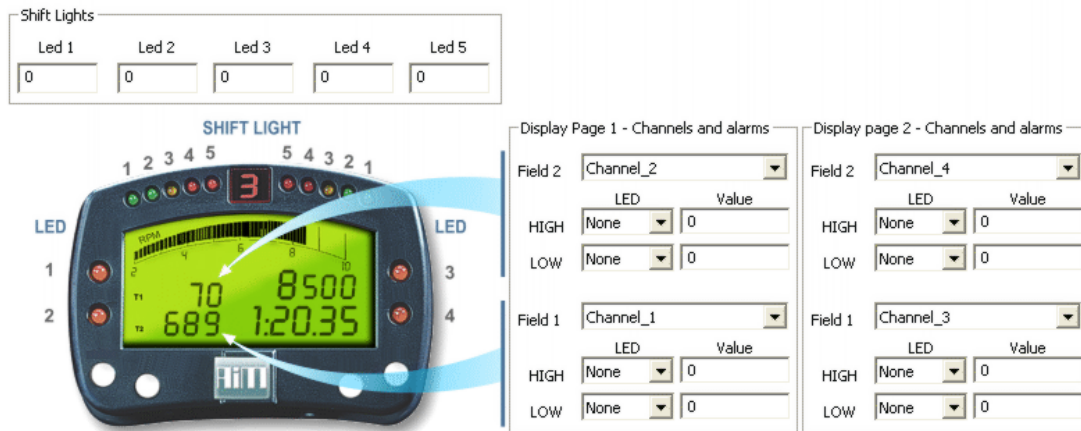 Shift Lights
Led 1 Led 2 Led 3 Led 4 Led 5
0 0 0 0 0
SHIFT LIGHT
1 2 3 4 5 5 4 3 2 1
3
LED LED
RPM
2 4 6 8 10
1 3
T1 70 8500
2 4
T2 689 1:20.35
AiM
Display Page 1 - Channels and alarms
Field 2 Channel_2
LED Value
HIGH None 0
LOW None 0
Field 1 Channel_1
LED Value
HIGH None 0
LOW None 0
Display page 2 - Channels and alarms
Field 2 Channel_4
LED Value
HIGH None 0
LOW None 0
Field 1 Channel_3
LED Value
HIGH None 0
LOW None 0